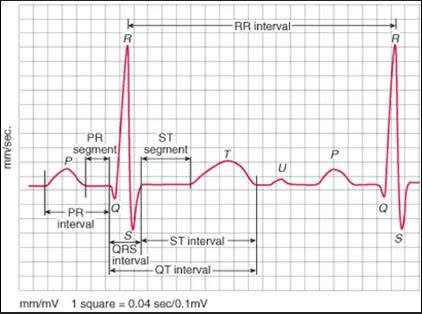 RR interval
R
R
PR
segment
ST
segment
P
T
U
P
mm/sec.
Q
Q
PR
interval
S
S
QRS
interval
ST interval
QT interval
mm/mV 1 square = 0.04 sec/0.1mV